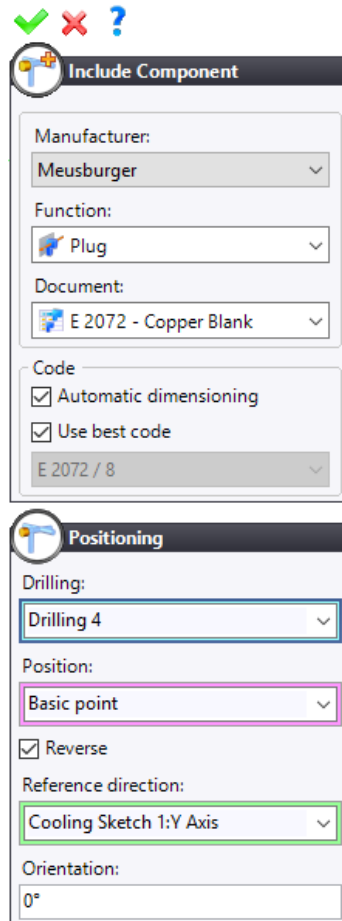 Include Component
Manufacturer:
Meusburger
Function:
Plug
Document:
E 2072 - Copper Blank
Code
Automatic dimensioning
Use best code
E 2072 / 8
Positioning
Drilling:
Drilling 4
Position:
Basic point
Reverse
Reference direction:
Cooling Sketch 1:Y Axis
Orientation:
0°